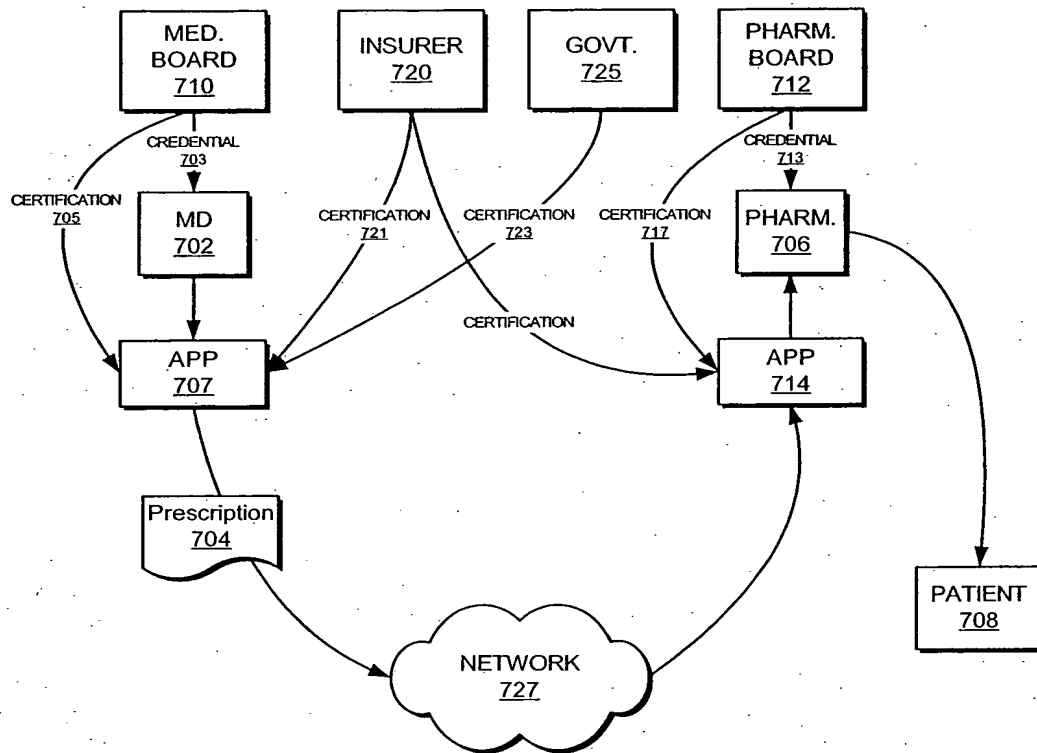 MED.
BOARD
710
INSURER
720
GOVT.
725
PHARM.
BOARD
712
CREDENTIAL
703
CREDENTIAL
713
CERTIFICATION
705
MD
702
CERTIFICATION
721
CERTIFICATION
723
CERTIFICATION
717
PHARM.
706
CERTIFICATION
APP
707
APP
714
Prescription
704
PATIENT
708
NETWORK
727